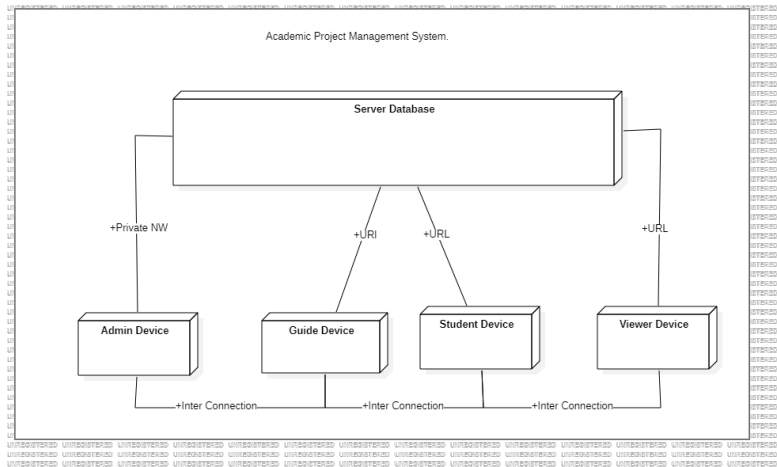 Academic Project Management System.
Server Database
+Private NW
+URI
+URL
+URL
Admin Device
Guide Device
Student Device
Viewer Device
+Inter Connection
+Inter Connection
+Inter Connection